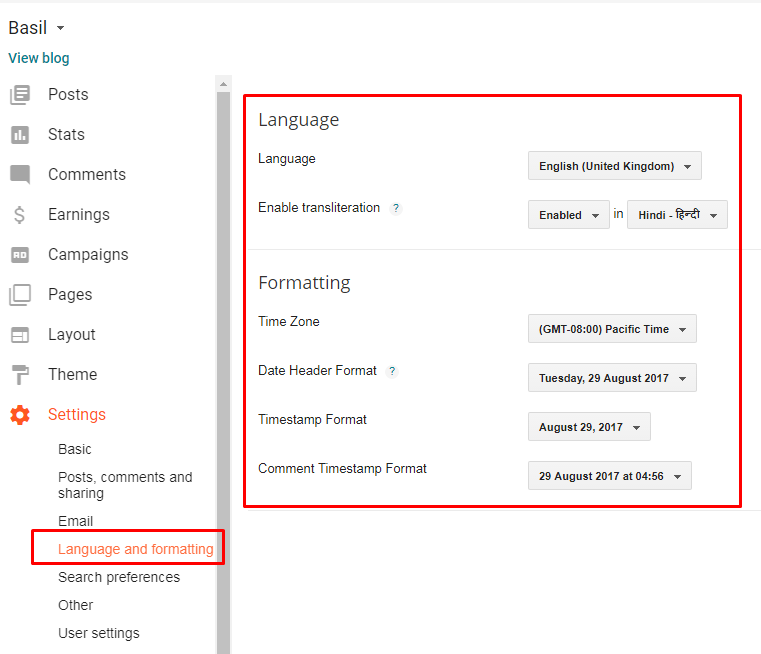 Basil
View blog
Posts
Stats
Comments
Earnings
Campaigns
Pages
Layout
Theme
Settings
Basic
Posts, comments and
sharing
Email
Language and formatting
Search preferences
Other
User settings
Language
Language English (United Kingdom)
Enable transliteration ? Enabled in Hindi - हिन्दी
Formatting
Time Zone (GMT-08:00) Pacific Time
Date Header Format ? Tuesday, 29 August 2017
Timestamp Format August 29, 2017
Comment Timestamp Format 29 August 2017 at 04:56